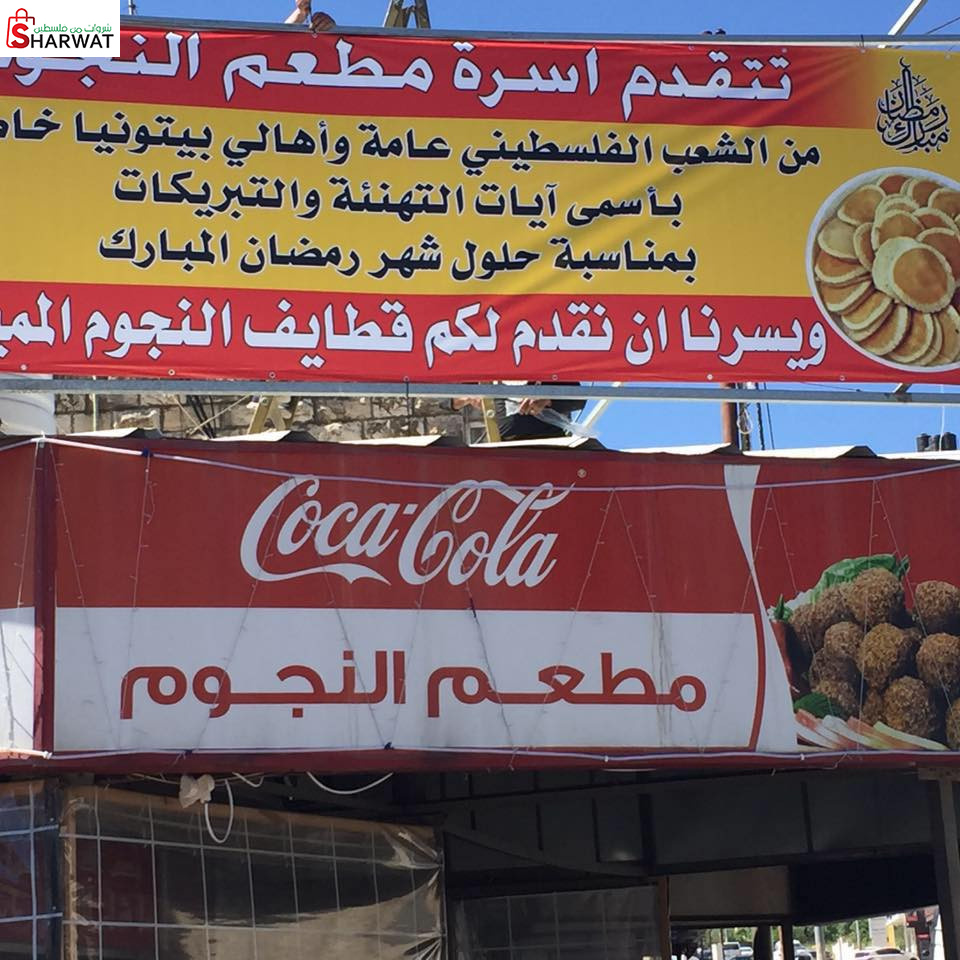 شروات من فلسطين
SHARWAT
تتقدم اسرة مطعم
رمضان مبارك
من الشعب الفلسطيني عامة وأهالي بيتونيا
بأسمى آيات التهنئة والتبريكات
بمناسبة حلول شهر رمضان المبارك
ويسرنا ان نقدم لكم قطايف النجوم
Coca-Cola
مطعم النجوم